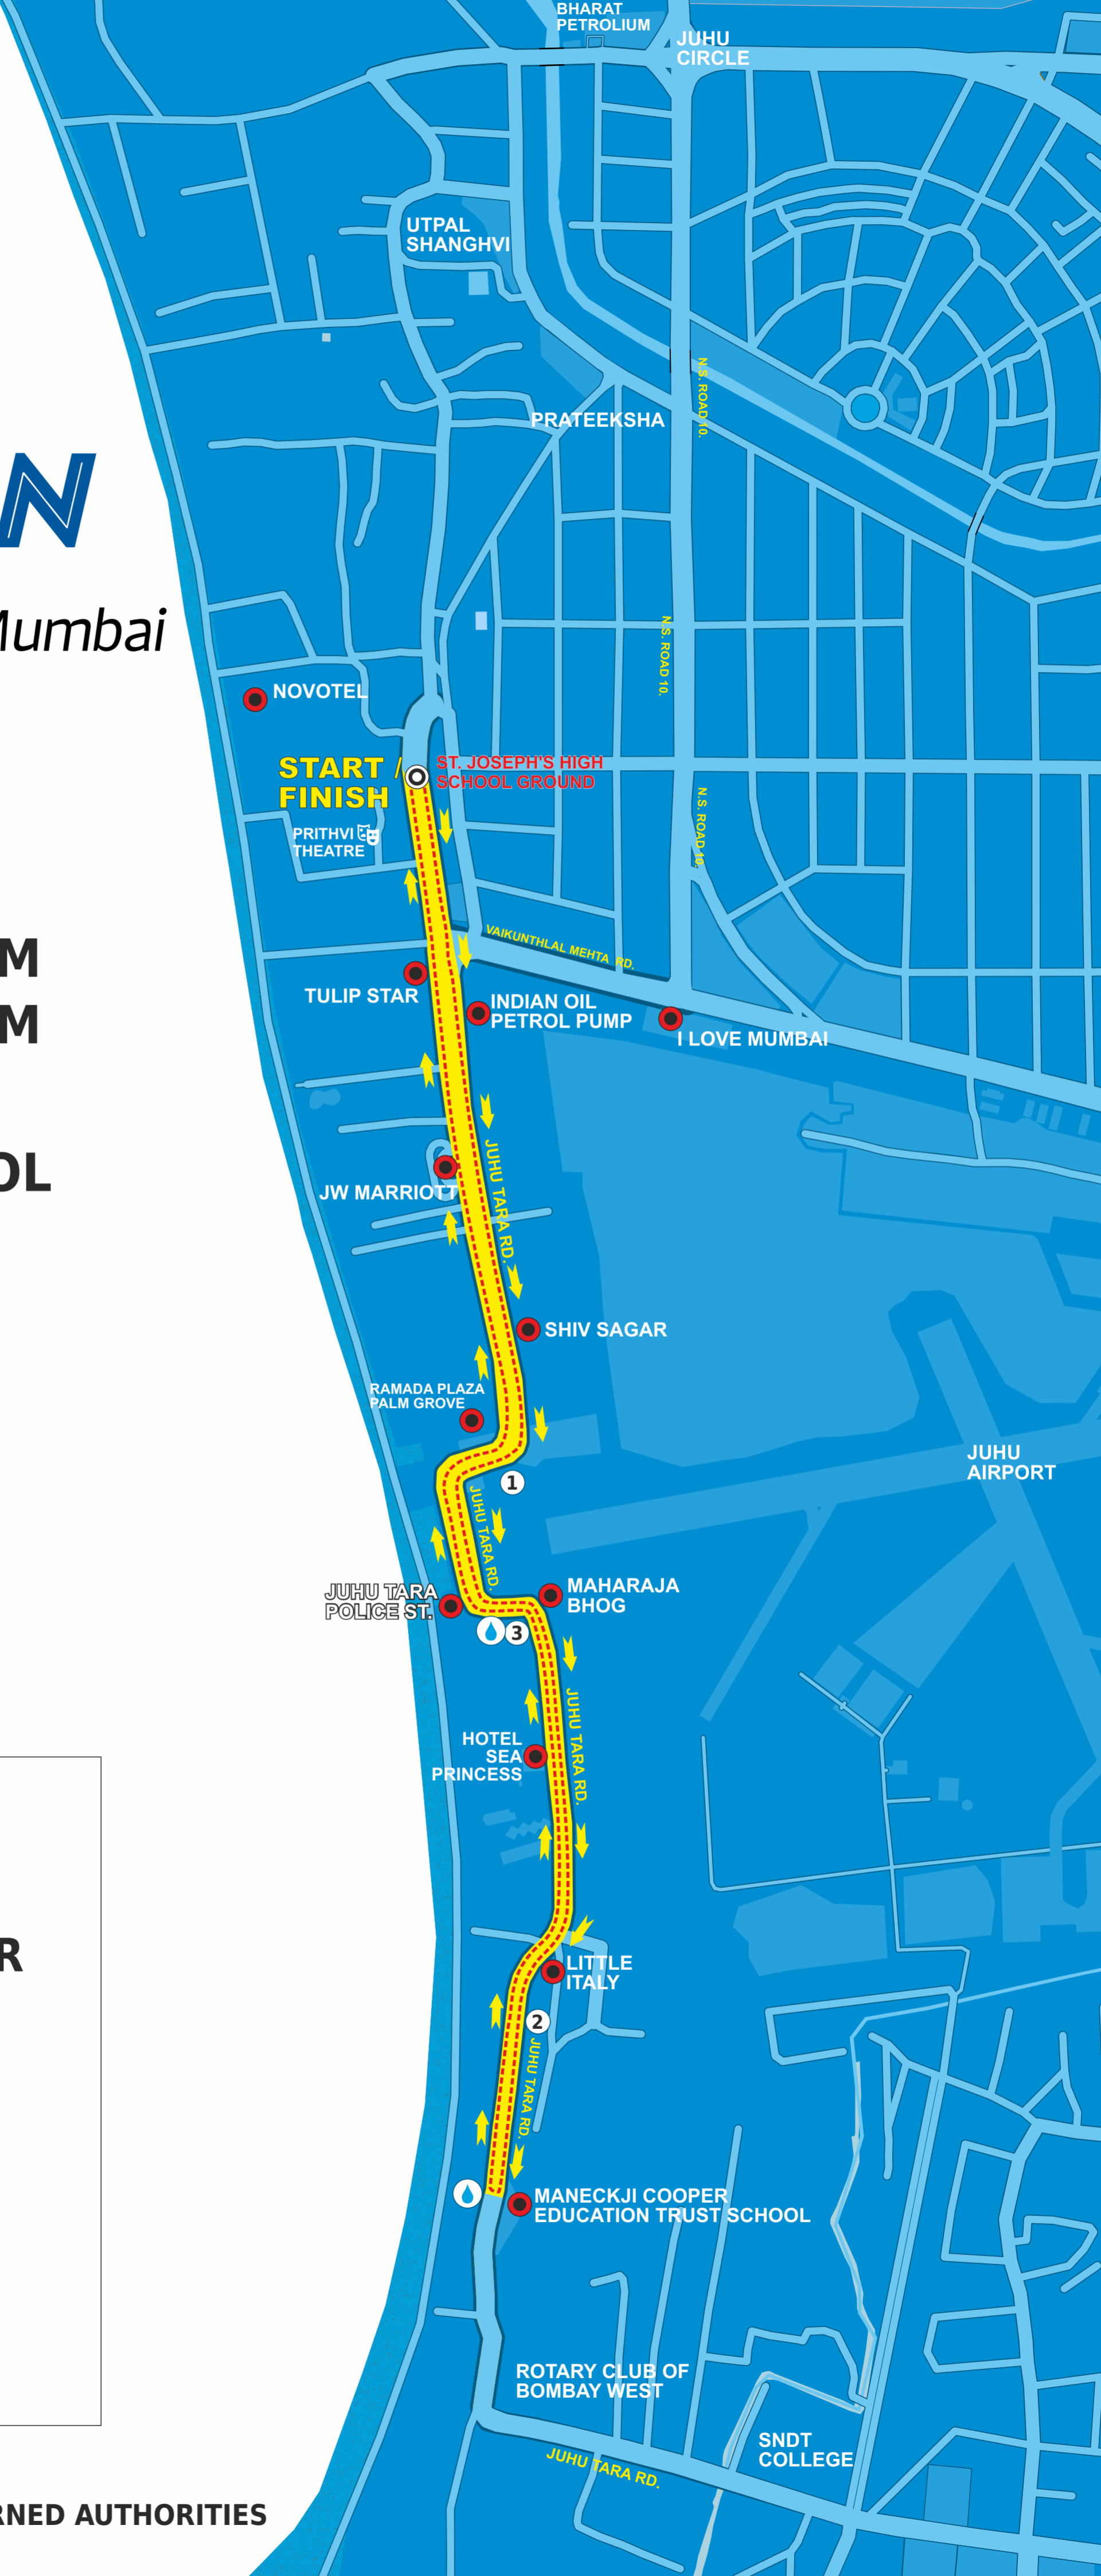 BHARAT
PETROLIUM
JUHU
CIRCLE
UTPAL
SHANGHVI
N.S. ROAD 10.
PRATEEKSHA
N
Mumbai
N.S. ROAD 10.
NOVOTEL
START /
FINISH
ST. JOSEPH'S HIGH
SCHOOL GROUND
N.S. ROAD 10.
PRITHVI
THEATRE
VAIKUNTHLAL MEHTA RD.
M
M
TULIP STAR
INDIAN OIL
PETROL PUMP
I LOVE MUMBAI
OL
JW MARRIOTT
JUHU TARA RD.
SHIV SAGAR
RAMADA PLAZA
PALM GROVE
JUHU
AIRPORT
1
JUHU TARA RD.
JUHU TARA
POLICE ST.
MAHARAJA
BHOG
3
JUHU TARA RD.
HOTEL
SEA
PRINCESS
R
LITTLE
ITALY
2
JUHU TARA RD.
MANECKJI COOPER
EDUCATION TRUST SCHOOL
ROTARY CLUB OF
BOMBAY WEST
SNDT
COLLEGE
JUHU TARA RD.
RNED AUTHORITIES